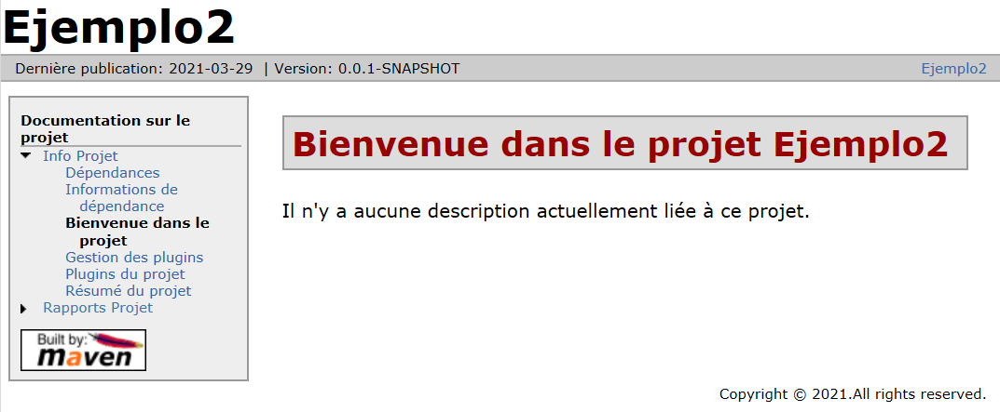 Ejemplo2
Dernière publication: 2021-03-29 | Version: 0.0.1-SNAPSHOT
Ejemplo2
Documentation sur le
projet
Info Projet
Dépendances
Informations de
dépendance
Bienvenue dans le
projet
Gestion des plugins
Plugins du projet
Résumé du projet
Rapports Projet
Built by:
maven
Bienvenue dans le projet Ejemplo2
Il n'y a aucune description actuellement liée à ce projet.
Copyright © 2021.All rights reserved.